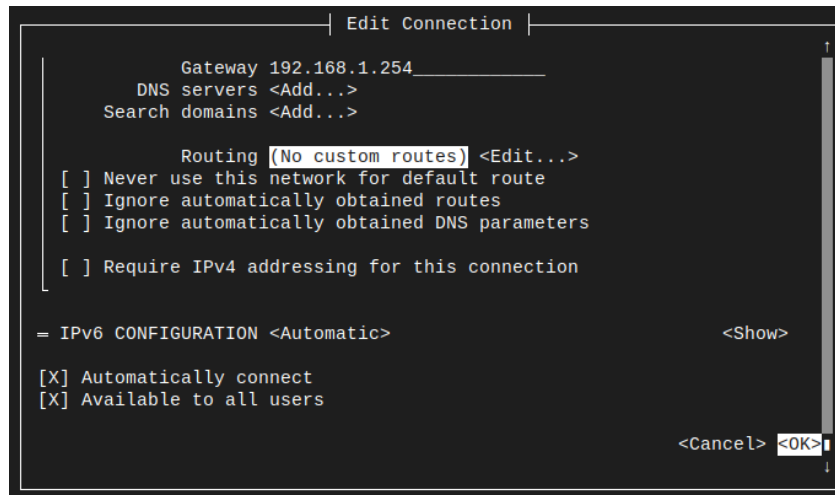 Edit Connection
Gateway 192.168.1.254____________
DNS servers <Add...>
Search domains <Add...>
Routing (No custom routes) <Edit...>
[ ] Never use this network for default route
[ ] Ignore automatically obtained routes
[ ] Ignore automatically obtained DNS parameters
[ ] Require IPv4 addressing for this connection
= IPv6 CONFIGURATION <Automatic> <Show>
[X] Automatically connect
[X] Available to all users
<Cancel> <OK>